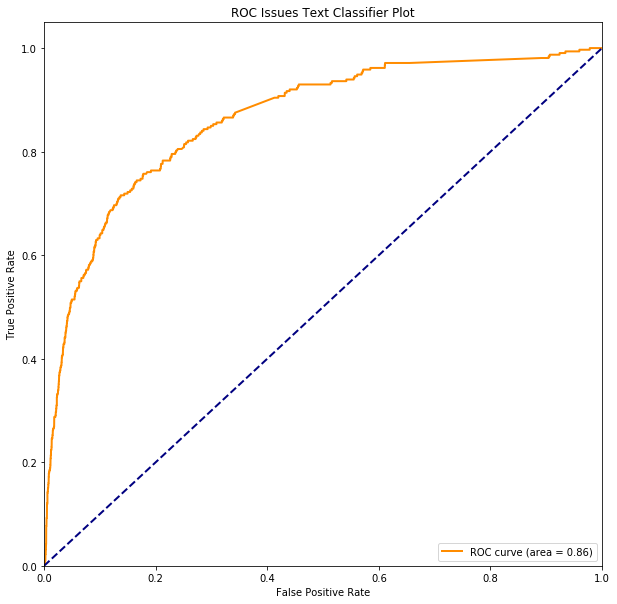 ROC Issues Text Classifier Plot
True Positive Rate
1.0
0.8
0.6
0.4
0.2
0.0
0.0 0.2 0.4 0.6 0.8 1.0
False Positive Rate
ROC curve (area = 0.86)